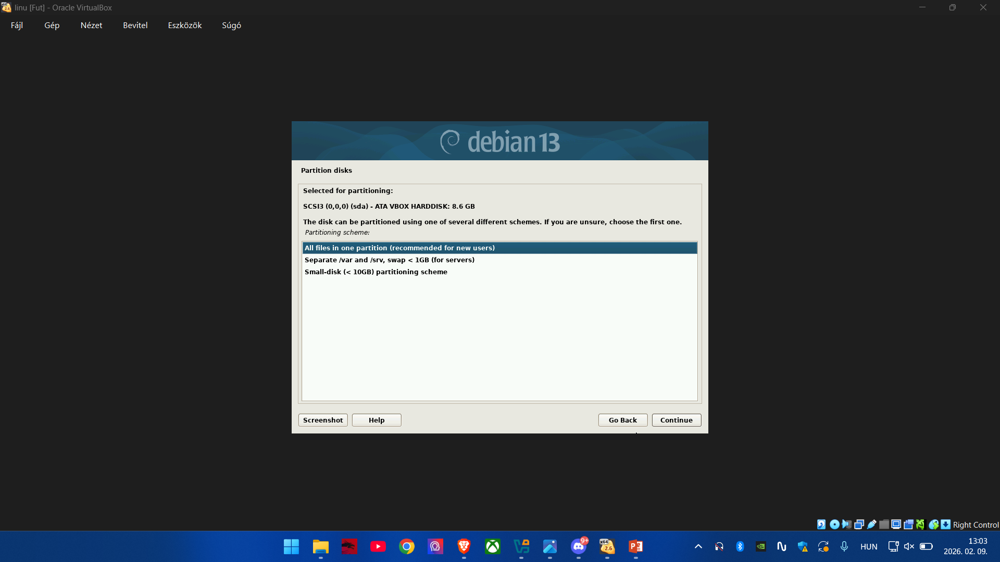 linu [Fut] - Oracle VirtualBox
Fájl Gép Nézet Bevitel Eszközök Súgó
debian 13
Partition disks
Selected for partitioning:
SCSI3 (0,0,0) (sda) - ATA VBOX HARDDISK: 8.6 GB
The disk can be partitioned using one of several different schemes. If you are unsure, choose the first one.
Partitioning scheme:
All files in one partition (recommended for new users)
Separate /var and /srv, swap < 1GB (for servers)
Small-disk (< 10GB) partitioning scheme
Screenshot Help Go Back Continue
Right Control
9+
x64
2.6
HUN
13:03
2026. 02. 09.